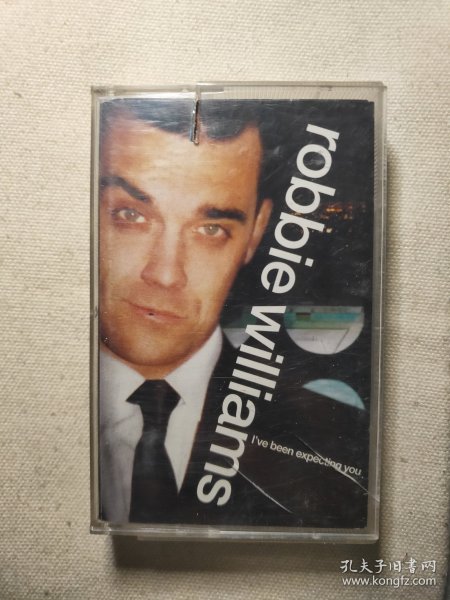 robbie williams
I've been expecting you
孔夫子旧书网
www.kongfz.com